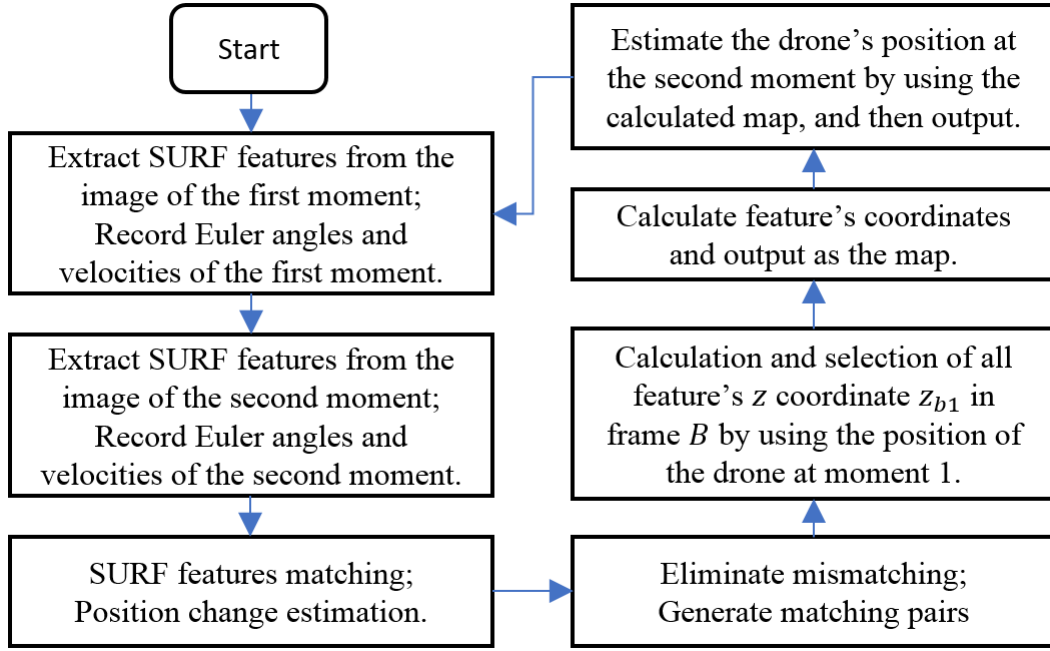 Start
Extract SURF features from the
image of the first moment;
Record Euler angles and
velocities of the first moment.
Extract SURF features from the
image of the second moment;
Record Euler angles and
velocities of the second moment.
SURF features matching;
Position change estimation.
Eliminate mismatching;
Generate matching pairs
Calculation and selection of all
feature’s z coordinate z_{b1} in
frame B by using the position of
the drone at moment 1.
Calculate feature’s coordinates
and output as the map.
Estimate the drone’s position at
the second moment by using the
calculated map, and then output.